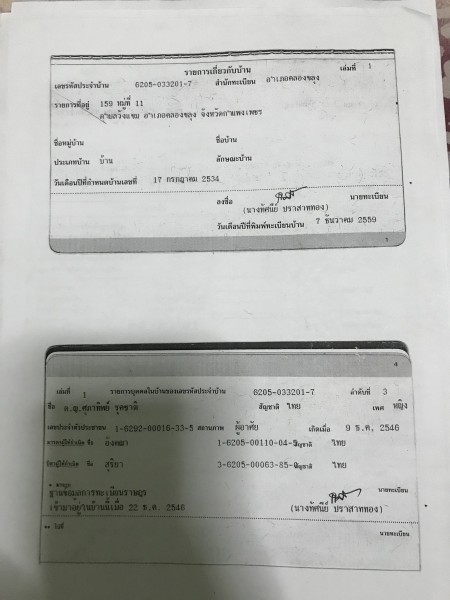 รายการเกี่ยวกับบ้าน เล่มที่ 1
เลขรหัสประจำบ้าน 6205-033201-7 สำนักทะเบียน อำเภอคลองขลุง
รายการที่อยู่ 159 หมู่ที่ 11
ตำบลวังแขม อำเภอคลองขลุง จังหวัดกำแพงเพชร
ชื่อหมู่บ้าน ชื่อบ้าน
ประเภทบ้าน บ้าน ลักษณะบ้าน
วันเดือนปีที่กำหนดบ้านเลขที่ 17 กรกฎาคม 2534
ลงชื่อ นายทะเบียน
(นางทัศนีย์ ปราสาททอง)
วันเดือนปีที่พิมพ์ทะเบียนบ้าน 7 ธันวาคม 2559
1
4
เล่มที่ 1 รายการบุคคลในบ้านของเลขรหัสประจำบ้าน 6205-033201-7 ลำดับที่ 3
ชื่อ ด.ญ.ศุภาทิพย์ สัญชาติ ไทย เพศ หญิง
เลขประจำตัวประชาชน 1-6292-00016-33-5 สถานภาพ ผู้อาศัย เกิดเมื่อ 9 ธ.ค. 2546
มารดาผู้ให้กำเนิด ชื่อ อังคณา 1-6205-00110-04- สัญชาติ ไทย
บิดาผู้ให้กำเนิด ชื่อ สุริยา 3-6205-00063-85- สัญชาติ ไทย
* มาจาก
ฐานข้อมูลการทะเบียนราษฎร นายทะเบียน
เข้ามาอยู่ในบ้านนี้เมื่อ 22 ธ.ค. 2546 (นางทัศนีย์ ปราสาททอง)
** ไปที่
นายทะเบียน